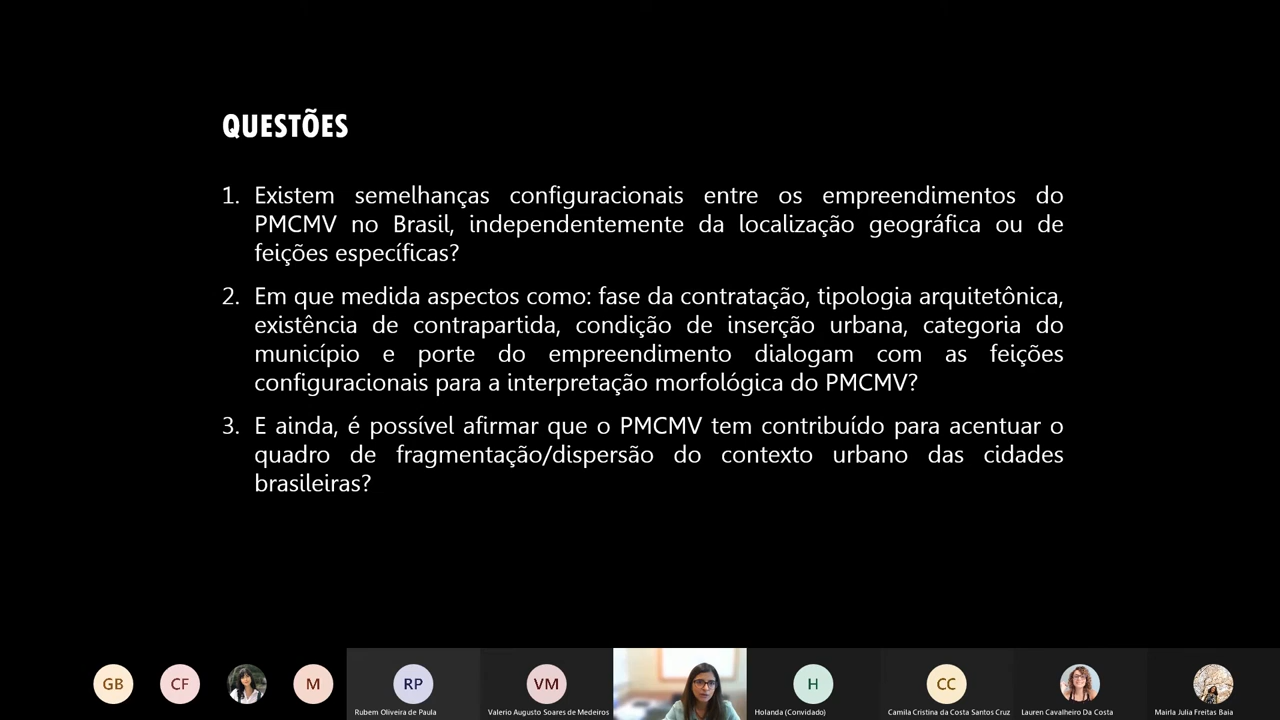 QUESTÕES
1. Existem semelhanças configuracionais entre os empreendimentos do
PMCMV no Brasil, independentemente da localização geográfica ou de
feições específicas?
2. Em que medida aspectos como: fase da contratação, tipologia arquitetônica,
existência de contrapartida, condição de inserção urbana, categoria do
município e porte do empreendimento dialogam com as feições
configuracionais para a interpretação morfológica do PMCMV?
3. E ainda, é possível afirmar que o PMCMV tem contribuído para acentuar o
quadro de fragmentação/dispersão do contexto urbano das cidades
brasileiras?
GB
CF
M
RP
VM
H
CC
Rubem Oliveira de Paula
Valerio Augusto Soares de Medeiros
Holanda (Convidado)
Camila Cristina da Costa Santos Cruz
Lauren Cavalheiro Da Costa
Mairla Julia Freitas Baia